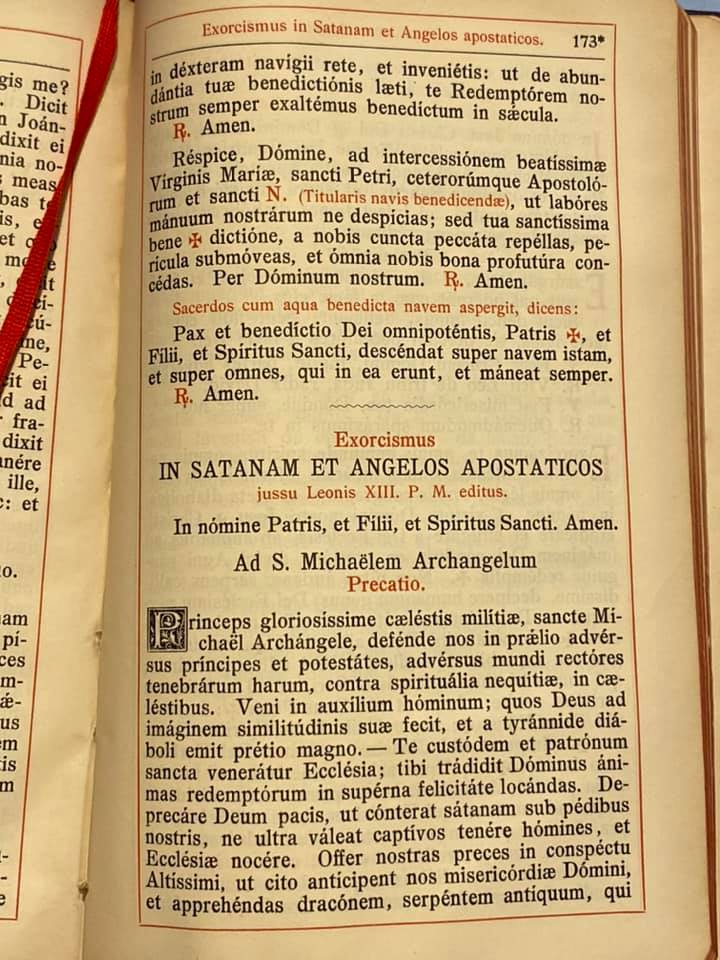 Exorcismus in Satanam et Angelos apostaticos. 173*
in déxteram navígii rete, et inveniétis: ut de abun-
dántia tuæ benedictiónis læti, te Redemptórem no-
strum semper exaltémus benedictum in sǽcula.
℟. Amen.
Réspice, Dómine, ad intercessiónem beatíssimæ
Vírginis Maríæ, sancti Petri, ceterorúmque Apostoló-
rum et sancti N. (Titularis navis benedicendæ), ut labóres
mánuum nostrárum ne despícias; sed tua sanctíssima
bene ✠ dictióne, a nobis cuncta peccáta repéllas, pe-
rícula submóveas, et ómnia nobis bona profutúra con-
cédas. Per Dóminum nostrum. ℟. Amen.
Sacerdos cum aqua benedicta navem aspergit, dicens:
Pax et benedíctio Dei omnipoténtis, Patris ✠, et
Fílii, et Spíritus Sancti, descéndat super navem istam,
et super omnes, qui in ea erunt, et máneat semper.
℟. Amen.
Exorcismus
IN SATANAM ET ANGELOS APOSTATICOS
jussu Leonis XIII. P. M. editus.
In nómine Patris, et Fílii, et Spíritus Sancti. Amen.
Ad S. Michaëlem Archangelum
Precatio.
Princeps gloriosíssime cæléstis milítiæ, sancte Mí-
chaël Archángele, defénde nos in prǽlio advér-
sus príncipes et potestátes, advérsus mundi rectóres
tenebrárum harum, contra spirituália nequítiæ, in cæ-
léstibus. Veni in auxílium hóminum; quos Deus ad
imáginem similitúdinis suæ fecit, et a tyránnide diá-
boli emit prétio magno. — Te custódem et patrónum
sancta venerátur Ecclésia; tibi trádidit Dóminus áni-
mas redemptórum in supérna felicitáte locándas. De-
precáre Deum pacis, ut cónterat sátanam sub pédibus
nostris, ne ultra váleat captívos tenére hómines, et
Ecclésiæ nocére. Offer nostras preces in conspéctu
Altíssimi, ut cito antícipent nos misericórdiæ Dómini,
et apprehéndas dracónem, serpéntem antíquum, qui